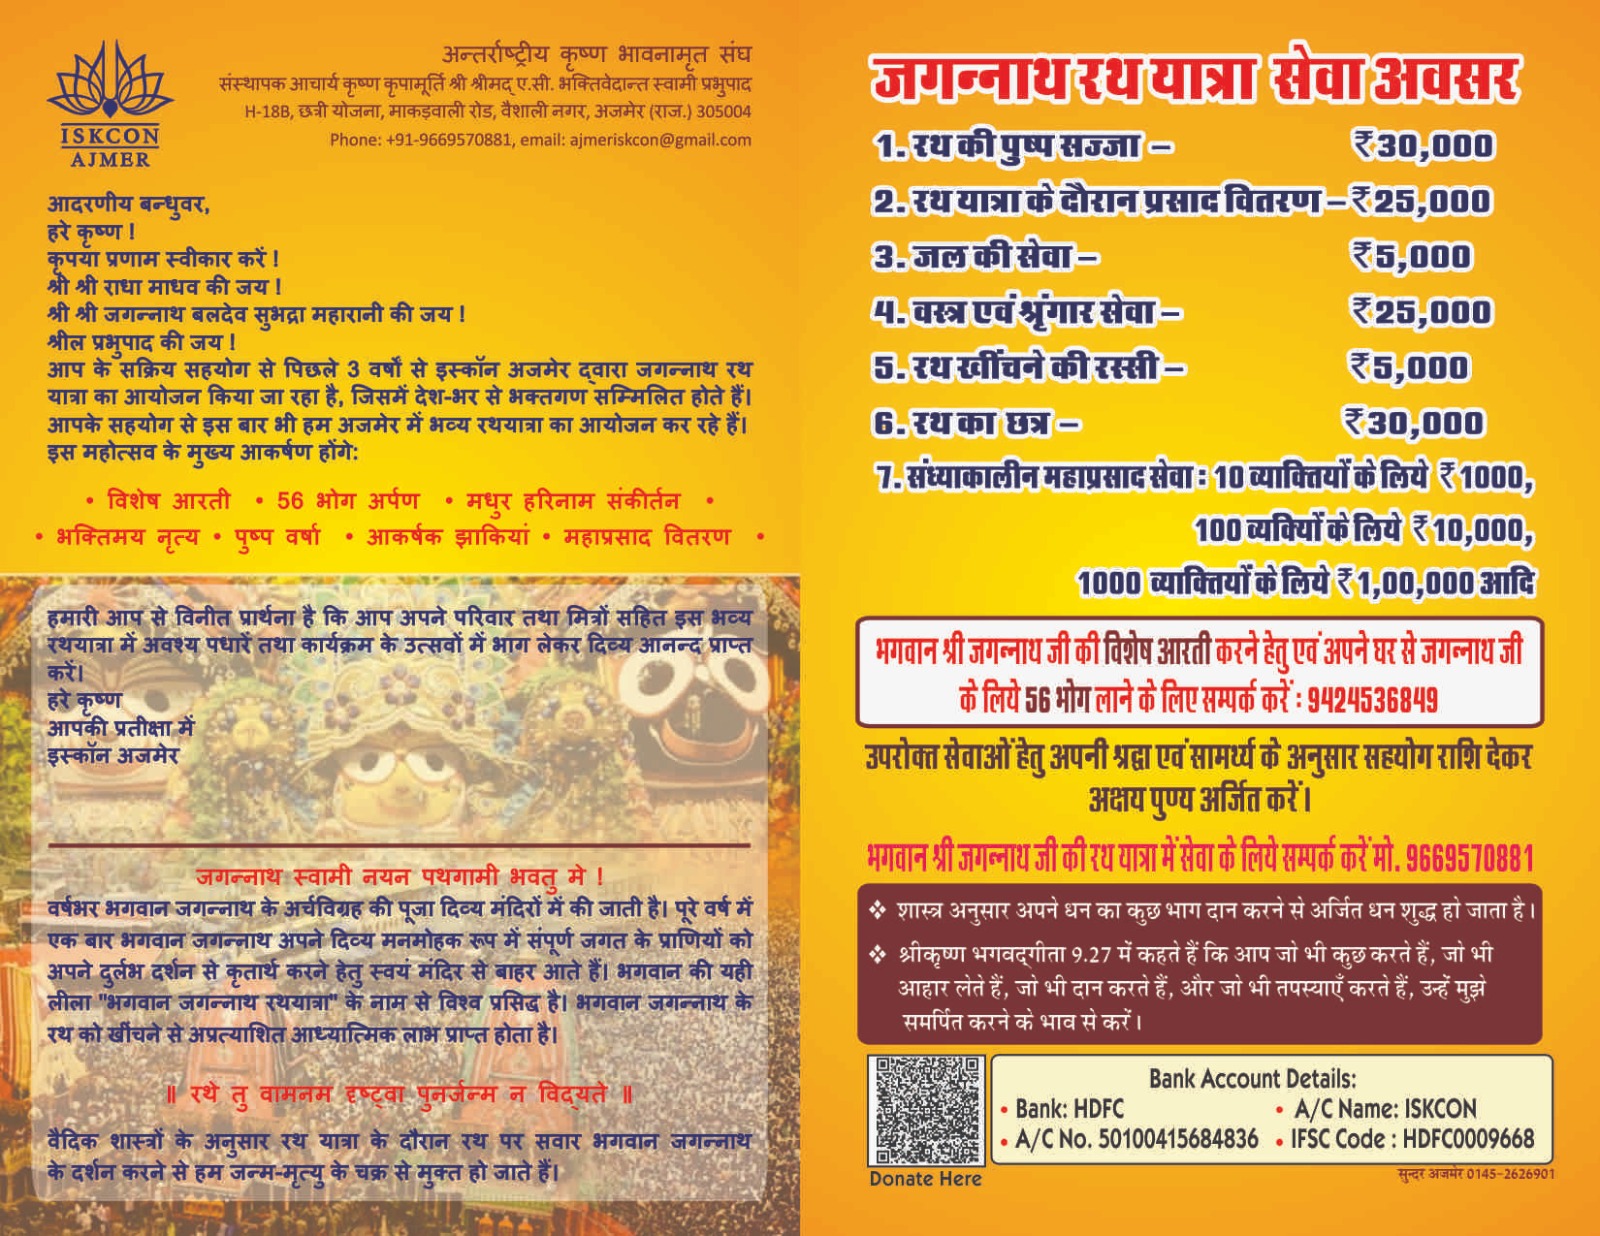 ISKCON
AJMER
अन्तर्राष्ट्रीय कृष्ण भावनामृत संघ
संस्थापक आचार्य कृष्ण कृपामूर्ति श्री श्रीमद् ए.सी. भक्तिवेदान्त स्वामी प्रभुपाद
H-18B, छत्री योजना, माकड़वाली रोड, वैशाली नगर, अजमेर (राज.) 305004
Phone: +91-9669570881, email: ajmeriskcon@gmail.com
आदरणीय बन्धुवर,
हरे कृष्ण !
कृपया प्रणाम स्वीकार करें !
श्री श्री राधा माधव की जय !
श्री श्री जगन्नाथ बलदेव सुभद्रा महारानी की जय !
श्रील प्रभुपाद की जय !
आप के सक्रिय सहयोग से पिछले 3 वर्षों से इस्कॉन अजमेर द्वारा जगन्नाथ रथ
यात्रा का आयोजन किया जा रहा है, जिसमें देश-भर से भक्तगण सम्मिलित होते हैं।
आपके सहयोग से इस बार भी हम अजमेर में भव्य रथयात्रा का आयोजन कर रहे हैं।
इस महोत्सव के मुख्य आकर्षण होंगे:
• विशेष आरती • 56 भोग अर्पण • मधुर हरिनाम संकीर्तन •
• भक्तिमय नृत्य • पुष्प वर्षा • आकर्षक झाकियां • महाप्रसाद वितरण •
हमारी आप से विनीत प्रार्थना है कि आप अपने परिवार तथा मित्रों सहित इस भव्य
रथयात्रा में अवश्य पधारें तथा कार्यक्रम के उत्सवों में भाग लेकर दिव्य आनन्द प्राप्त
करें।
हरे कृष्ण
आपकी प्रतीक्षा में
इस्कॉन अजमेर
जगन्नाथ स्वामी नयन पथगामी भवतु मे !
वर्षभर भगवान जगन्नाथ के अर्चविग्रह की पूजा दिव्य मंदिरों में की जाती है। पूरे वर्ष में
एक बार भगवान जगन्नाथ अपने दिव्य मनमोहक रूप में संपूर्ण जगत के प्राणियों को
अपने दुर्लभ दर्शन से कृतार्थ करने हेतु स्वयं मंदिर से बाहर आते हैं। भगवान की यही
लीला "भगवान जगन्नाथ रथयात्रा" के नाम से विश्व प्रसिद्ध है। भगवान जगन्नाथ के
रथ को खींचने से अप्रत्याशित आध्यात्मिक लाभ प्राप्त होता है।
॥ रथे तु वामनम दृष्ट्वा पुनर्जन्म न विद्यते ॥
वैदिक शास्त्रों के अनुसार रथ यात्रा के दौरान रथ पर सवार भगवान जगन्नाथ
के दर्शन करने से हम जन्म-मृत्यु के चक्र से मुक्त हो जाते हैं।
जगन्नाथ रथ यात्रा सेवा अवसर
1. रथ की पुष्प सज्जा – ₹30,000
2. रथ यात्रा के दौरान प्रसाद वितरण – ₹25,000
3. जल की सेवा – ₹5,000
4. वस्त्र एवं श्रृंगार सेवा – ₹25,000
5. रथ खींचने की रस्सी – ₹5,000
6. रथ का छत्र – ₹30,000
7. संध्याकालीन महाप्रसाद सेवा : 10 व्याक्तियों के लिये ₹1000,
100 व्यक्यिों के लिये ₹10,000,
1000 व्याक्तियों के लिये ₹1,00,000 आदि
भगवान श्री जगन्नाथ जी की विशेष आरती करने हेतु एवं अपने घर से जगन्नाथ जी
के लिये 56 भोग लाने के लिए सम्पर्क करें : 9424536849
उपरोक्त सेवाओं हेतु अपनी श्रद्वा एवं सामर्थ्य के अनुसार सहयोग राशि देकर
अक्षय पुण्य अर्जित करें।
भगवान श्री जगन्नाथ जी की रथ यात्रा में सेवा के लिये सम्पर्क करें मो. 9669570881
❖ शास्त्र अनुसार अपने धन का कुछ भाग दान करने से अर्जित धन शुद्ध हो जाता है।
❖ श्रीकृष्ण भगवद्गीता 9.27 में कहते हैं कि आप जो भी कुछ करते हैं, जो भी
आहार लेते हैं, जो भी दान करते हैं, और जो भी तपस्याएँ करते हैं, उन्हें मुझे
समर्पित करने के भाव से करें।
Donate Here
Bank Account Details:
• Bank: HDFC • A/C Name: ISKCON
• A/C No. 50100415684836 • IFSC Code : HDFC0009668
सुन्दर अजमेर 0145-2626901